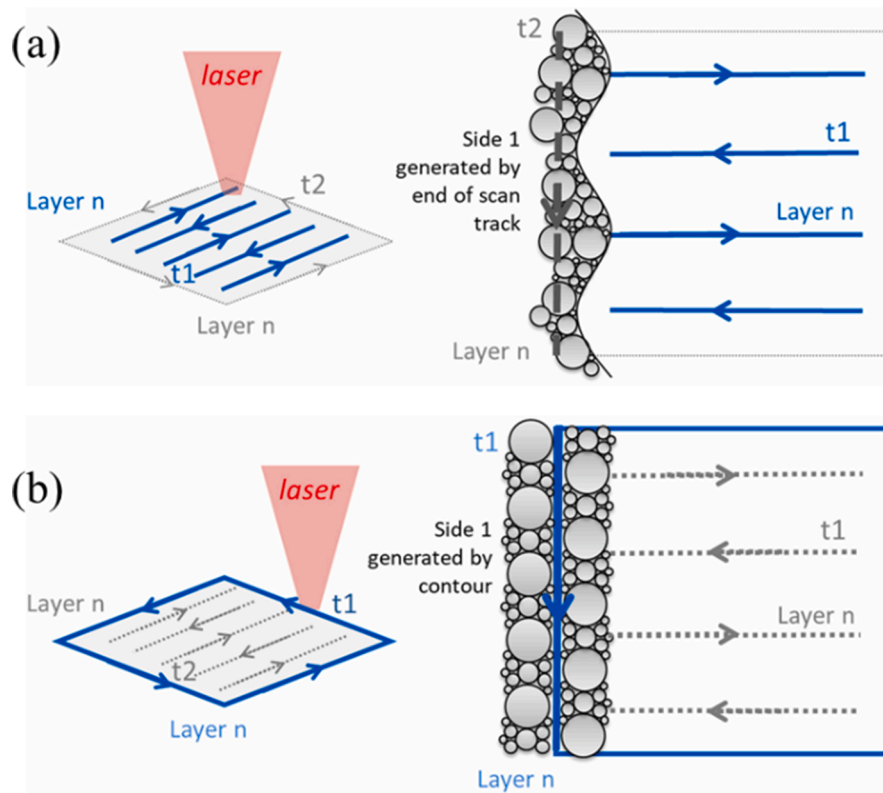 (a)
laser
t2
Layer n
t1
Layer n
t2
Side 1
generated by
end of scan
track
t1
Layer n
Layer n
(b)
laser
Layer n
t1
t2
Layer n
t1
Side 1
generated by
contour
t1
Layer n
Layer n